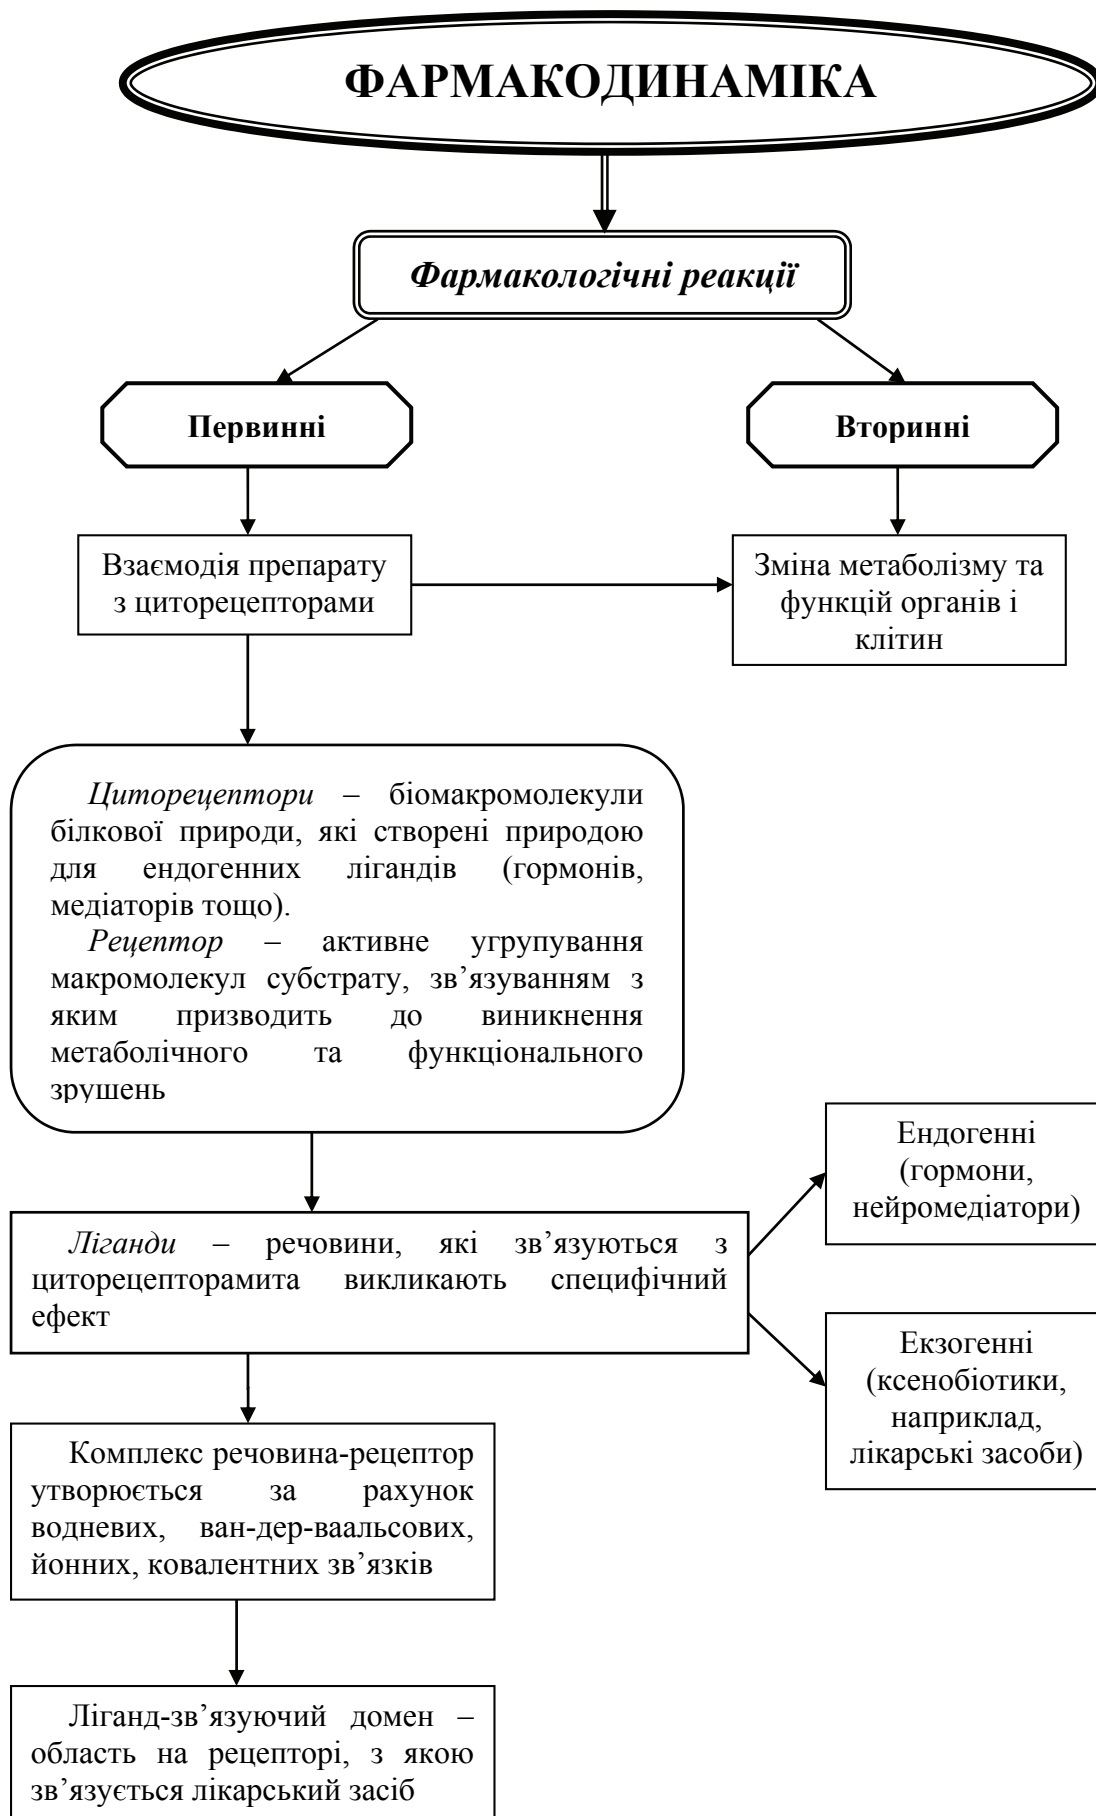 ФАРМАКОДИНАМІКА
Фармакологічні реакції
Первинні
Вторинні
Взаємодія препарату
з циторецепторами
Зміна метаболізму та
функцій органів і
клітин
Циторецептори – біомакромолекули
білкової природи, які створені природою
для ендогенних лігандів (гормонів,
медіаторів тощо).
Рецептор – активне угрупування
макромолекул субстрату, зв’язуванням з
яким призводить до виникнення
метаболічного та функціонального
зрушень
Ендогенні
(гормони,
нейромедіатори)
Ліганди – речовини, які зв’язуються з
циторецепторамита викликають специфічний
ефект
Екзогенні
(ксенобіотики,
наприклад,
лікарські засоби)
Комплекс речовина-рецептор
утворюється за рахунок
водневих, ван-дер-ваальсових,
йонних, ковалентних зв’язків
Ліганд-зв’язуючий домен –
область на рецепторі, з якою
зв’язується лікарський засіб